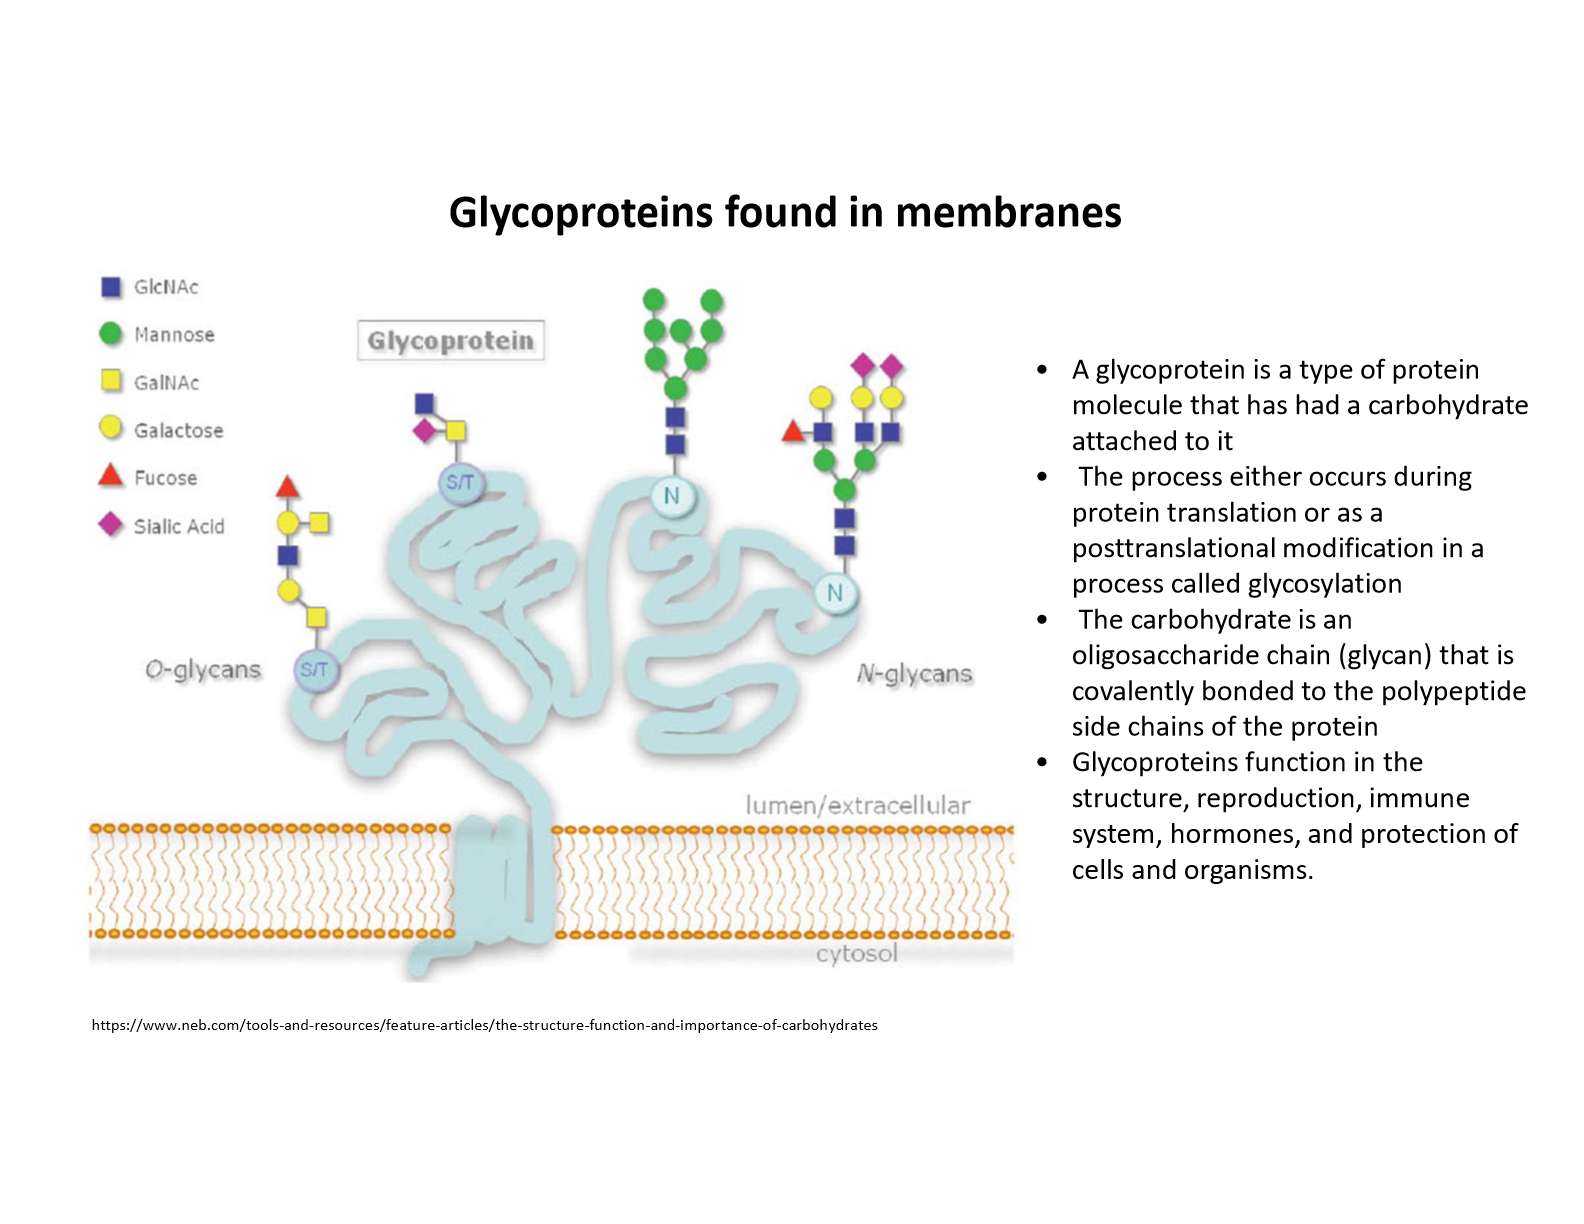 Glycoproteins found in membranes
GlcNAc
Mannose
GalNAc
Galactose
Fucose
Sialic Acid
Glycoprotein
S/T
N
N
S/T
O-glycans
N-glycans
lumen/extracellular
cytosol
• A glycoprotein is a type of protein
molecule that has had a carbohydrate
attached to it
• The process either occurs during
protein translation or as a
posttranslational modification in a
process called glycosylation
• The carbohydrate is an
oligosaccharide chain (glycan) that is
covalently bonded to the polypeptide
side chains of the protein
• Glycoproteins function in the
structure, reproduction, immune
system, hormones, and protection of
cells and organisms.
https://www.neb.com/tools-and-resources/feature-articles/the-structure-function-and-importance-of-carbohydrates